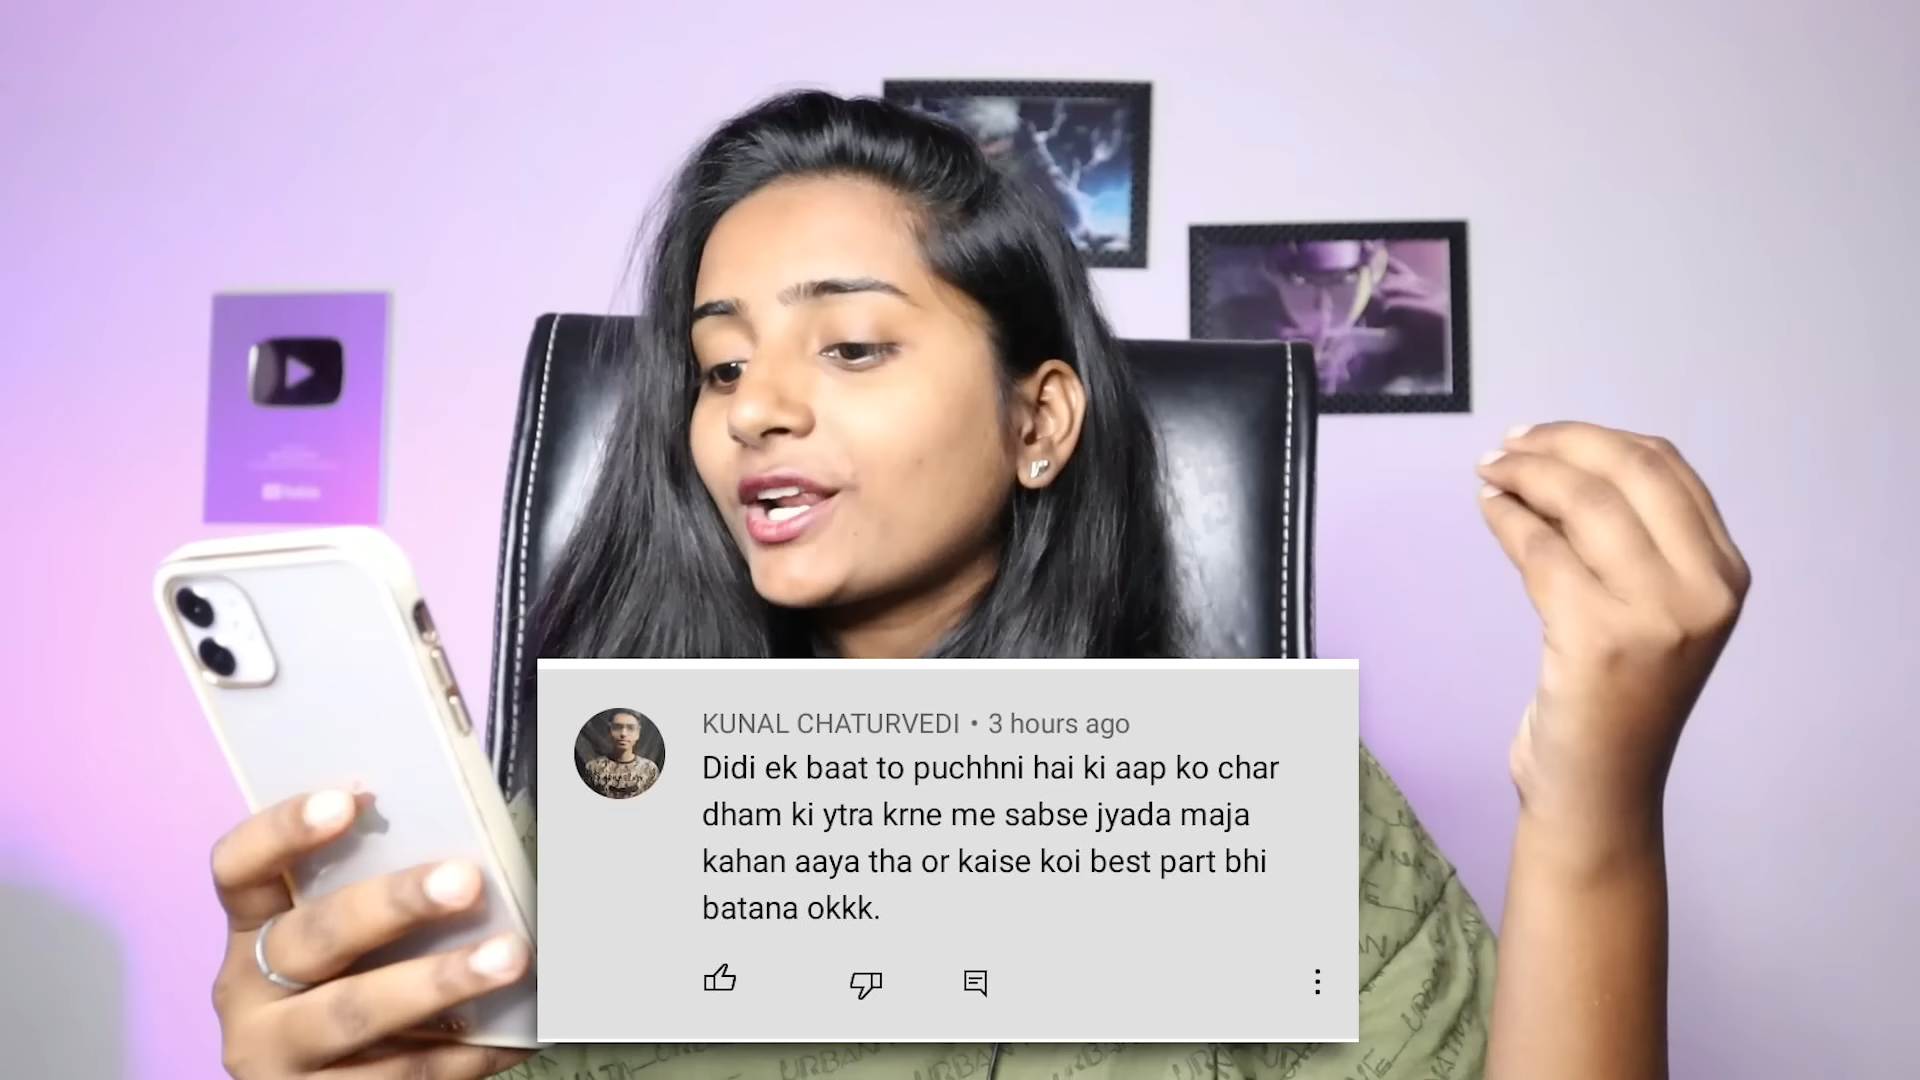 KUNAL CHATURVEDI • 3 hours ago
Didi ek baat to puchhni hai ki aap ko char
dham ki ytra krne me sabse jyada maja
kahan aaya tha or kaise koi best part bhi
batana okkk.